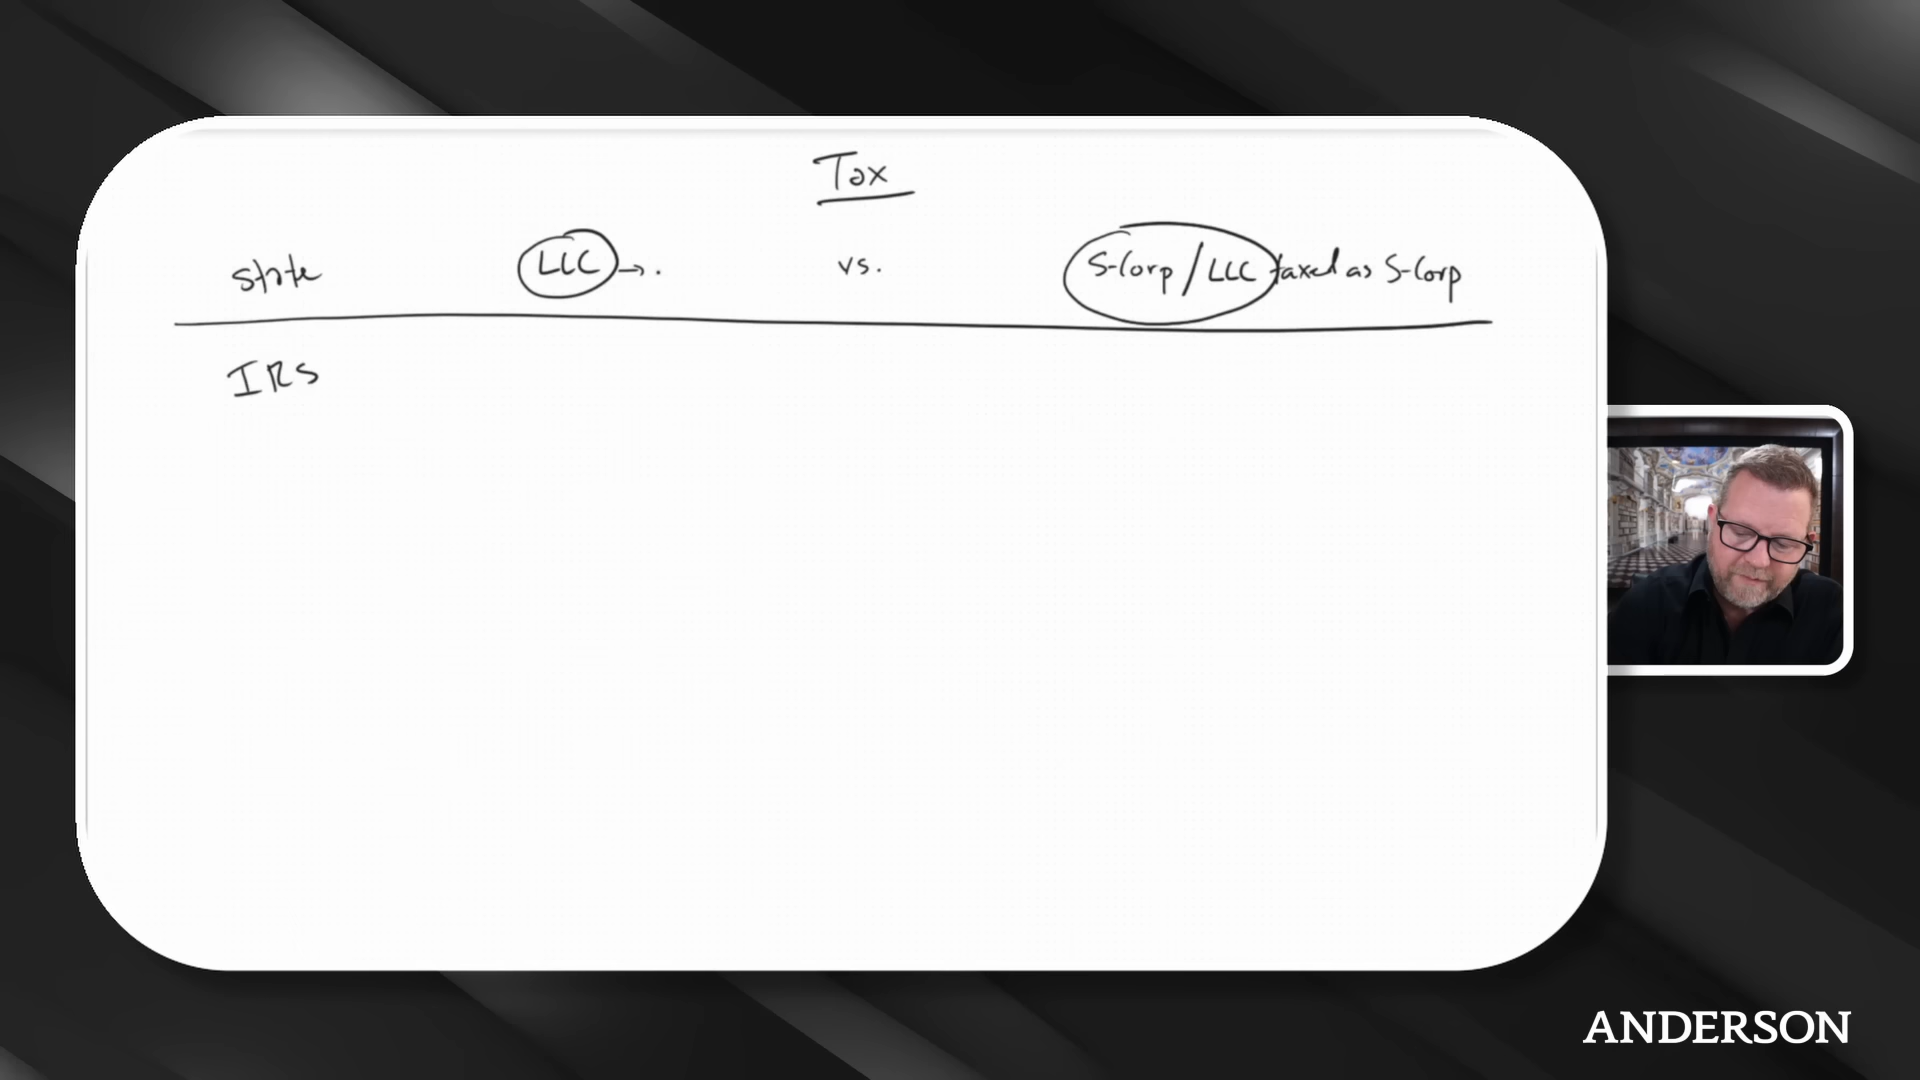 Tax
State LLC →. vs. S-Corp / LLC taxed as S-Corp
IRS
ANDERSON